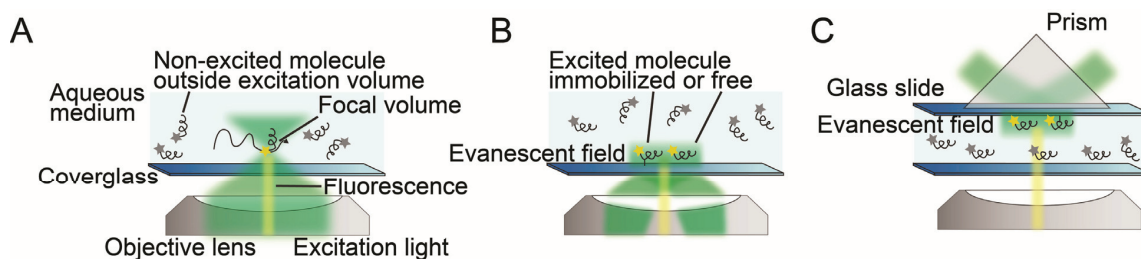 A
Non-excited molecule
outside excitation volume
Aqueous
medium
Focal volume
Coverglass
Fluorescence
Objective lens
Excitation light
B
Excited molecule
immobilized or free
Evanescent field
C
Prism
Glass slide
Evanescent field